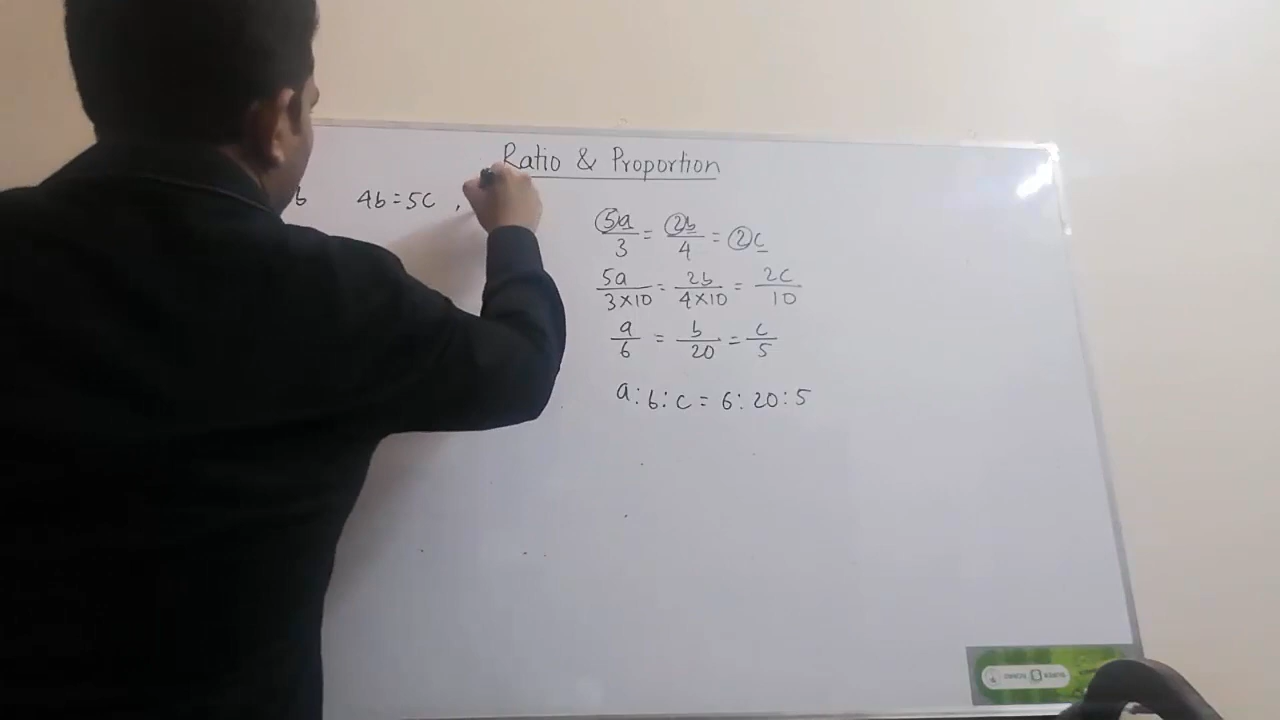 Ratio & Proportion
b 4b=5c ,
5a/3 = 2b/4 = 2c
5a/3×10 = 2b/4×10 = 2c/10
a/6 = b/20 = c/5
a:b:c = 6:20:5